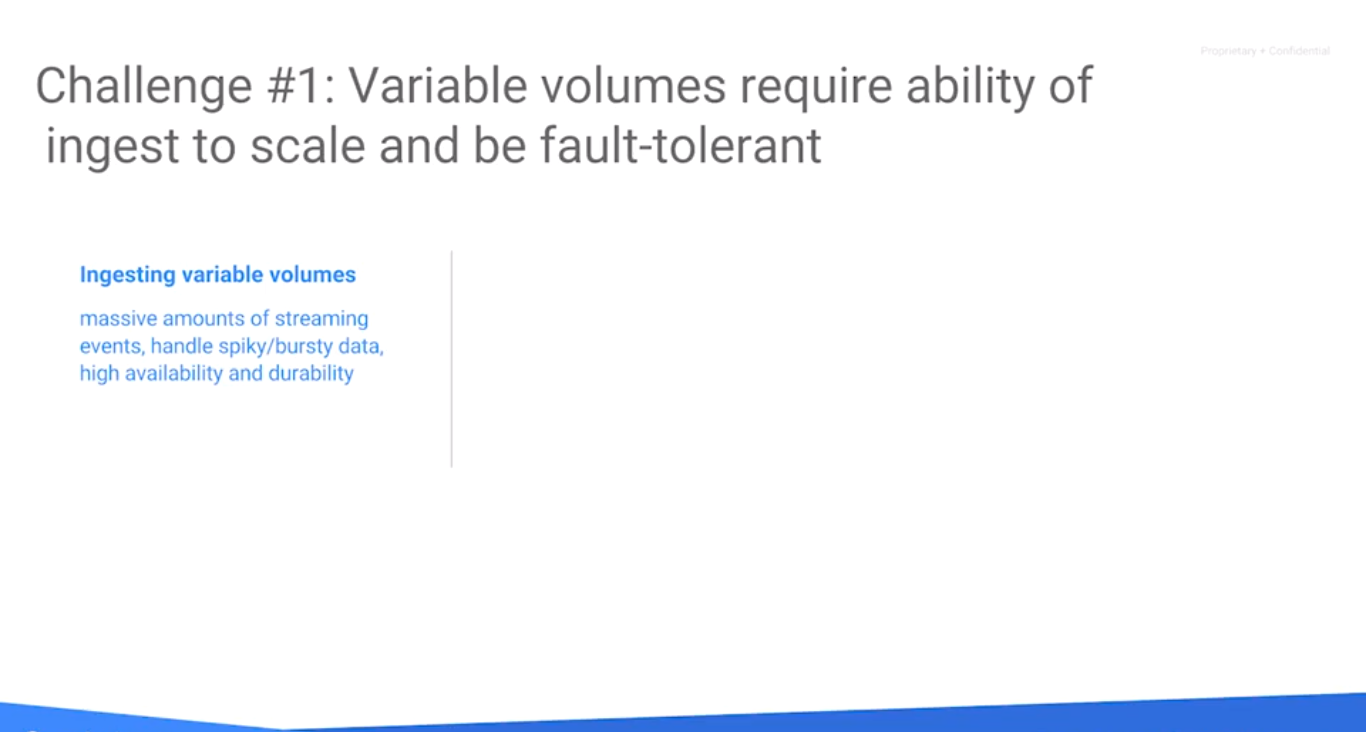 Proprietary + Confidential
Challenge #1: Variable volumes require ability of
ingest to scale and be fault-tolerant
Ingesting variable volumes
massive amounts of streaming
events, handle spiky/bursty data,
high availability and durability